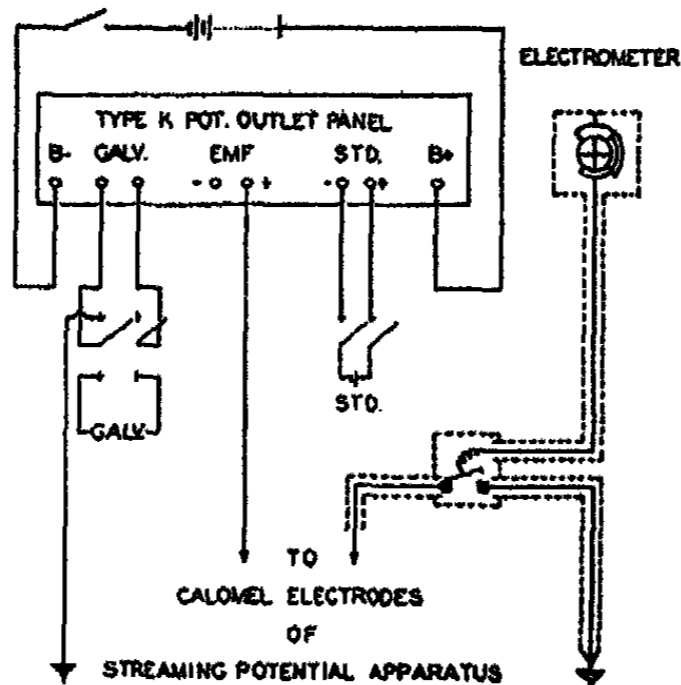 ELECTROMETER
TYPE K POT. OUTLET PANEL
B- GALV. EMF STD. B+
- + - +
STD.
GALV.
TO
CALOMEL ELECTRODES
OF
STREAMING POTENTIAL APPARATUS